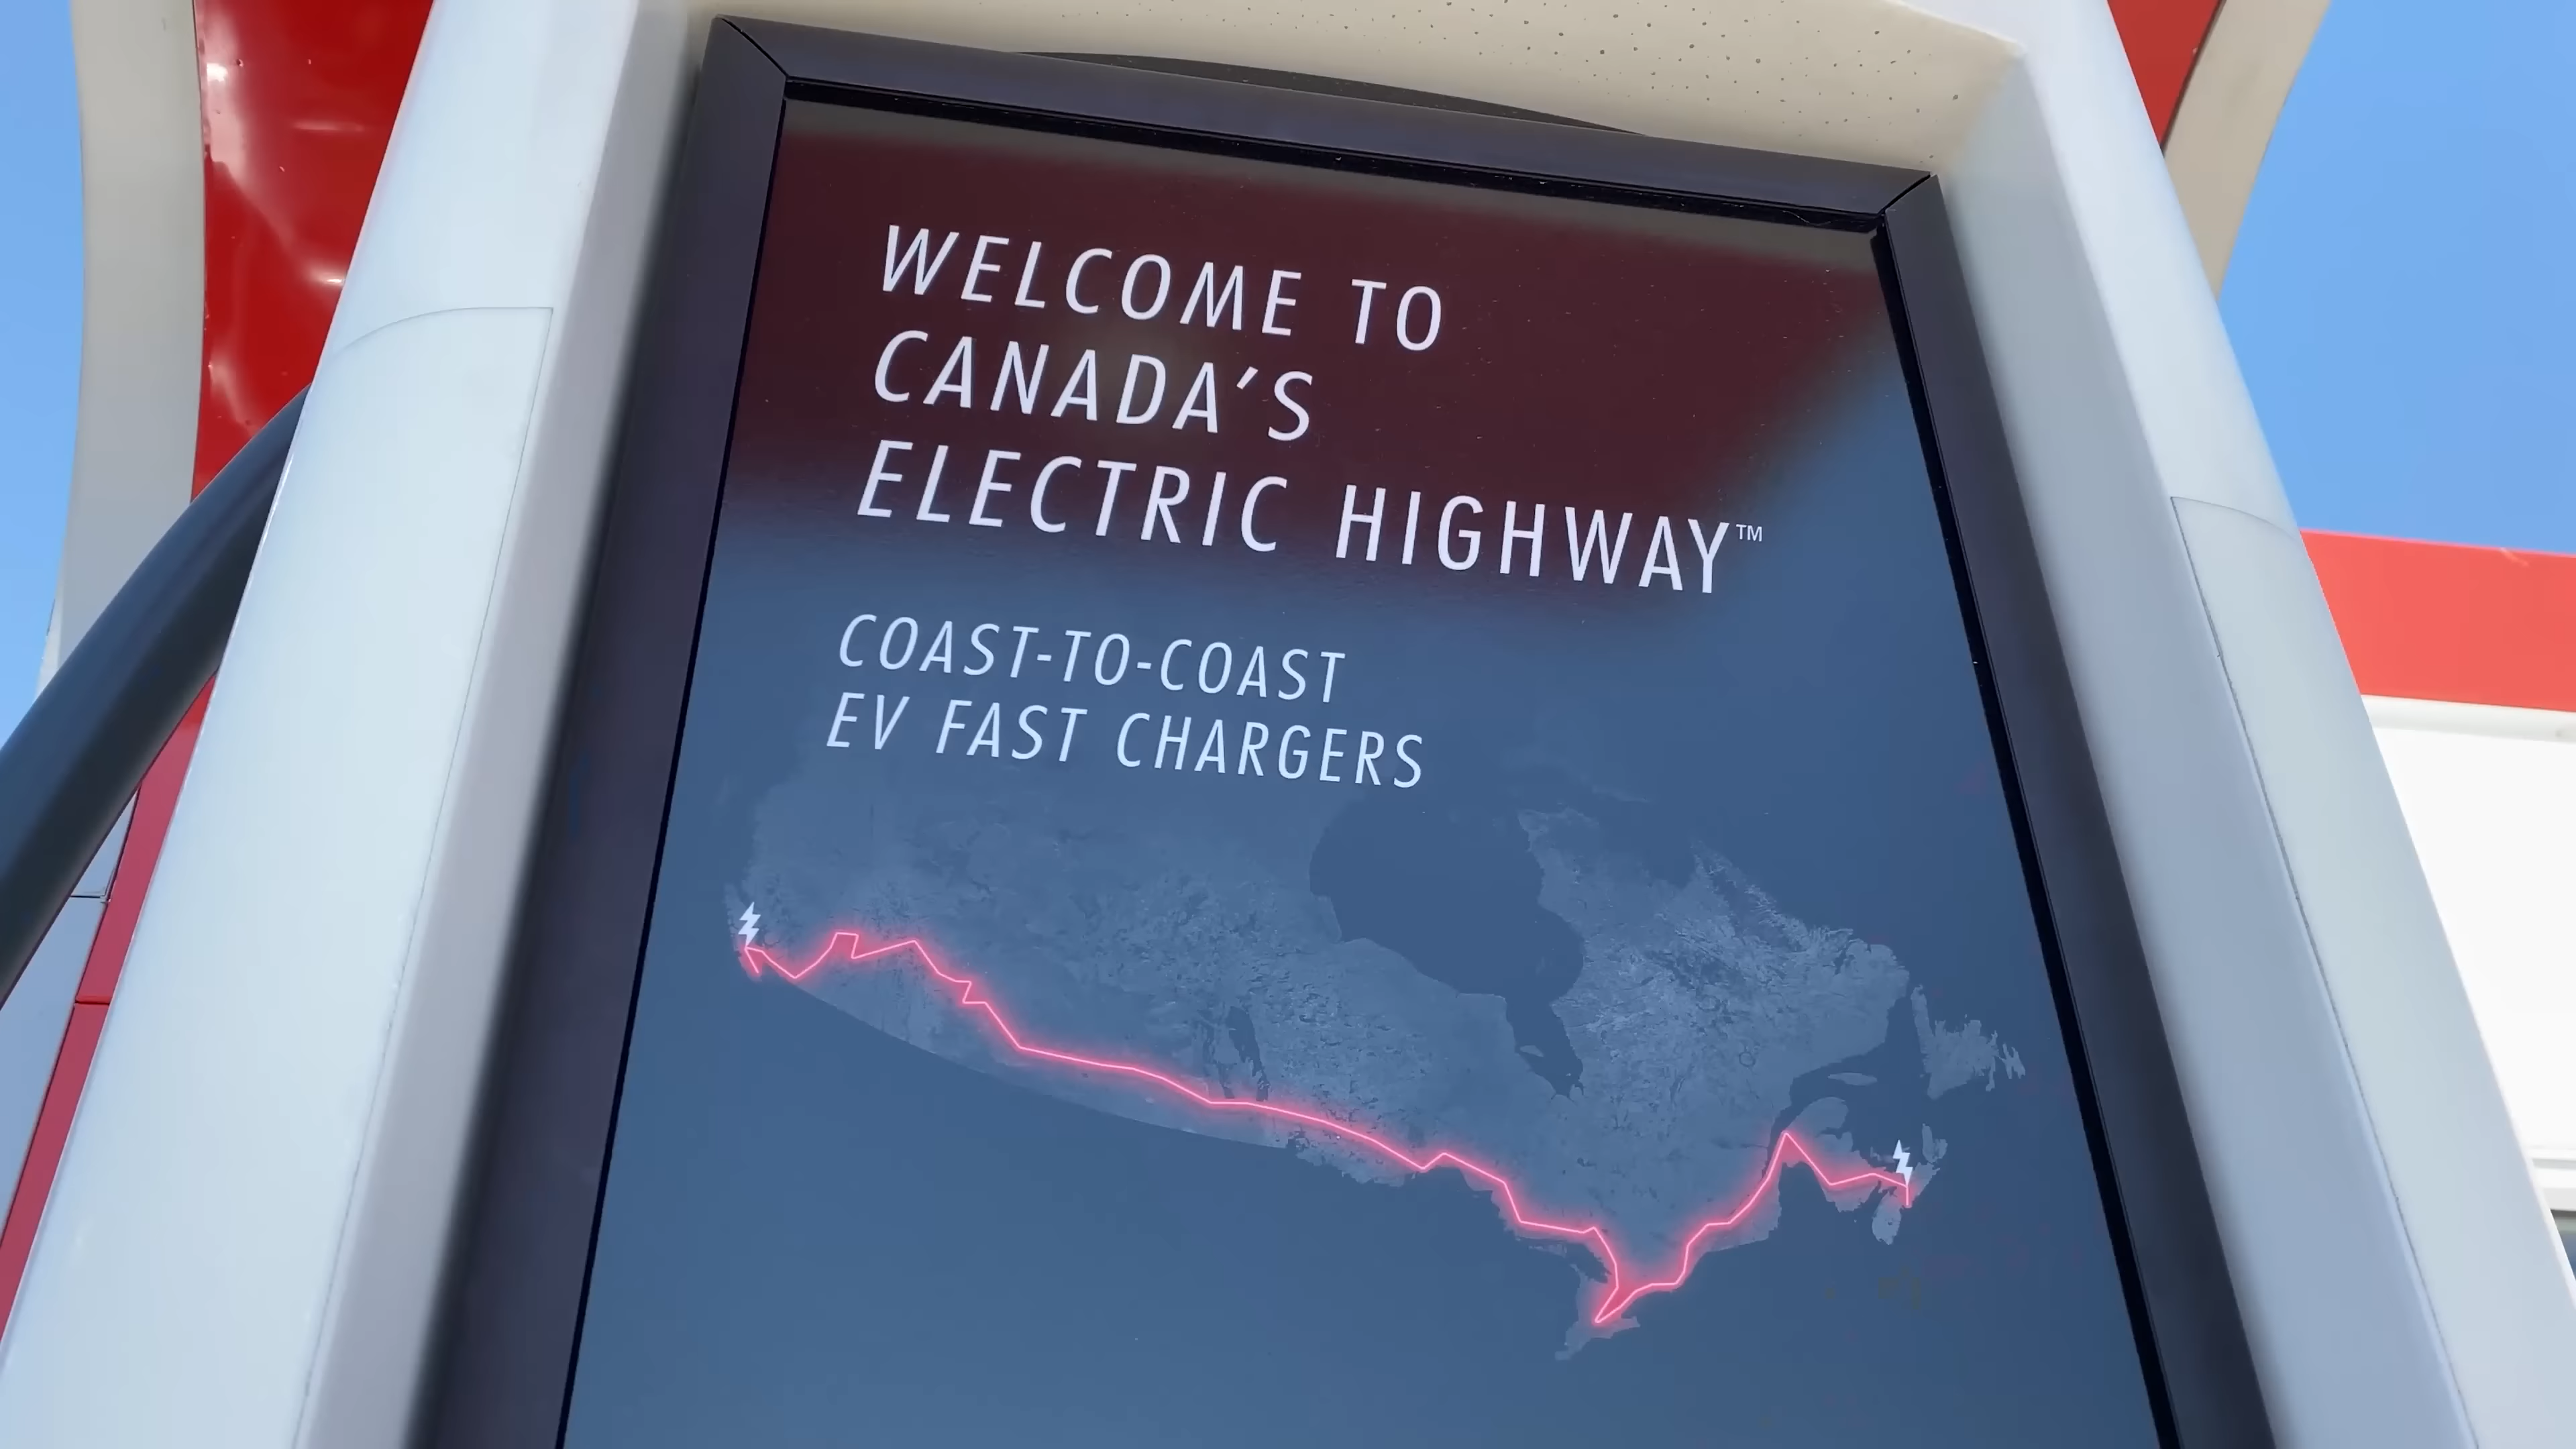 WELCOME TO
CANADA'S
ELECTRIC HIGHWAY™
COAST-TO-COAST
EV FAST CHARGERS